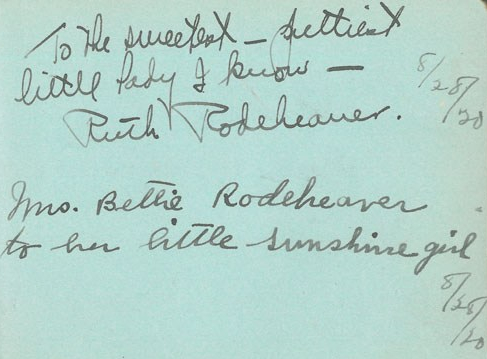 To the sweetest – prettiest
little lady I know –
Ruth Rodeheaver.
8/28/20
Mrs. Bettie Rodeheaver
to her little sunshine girl
8/28/20